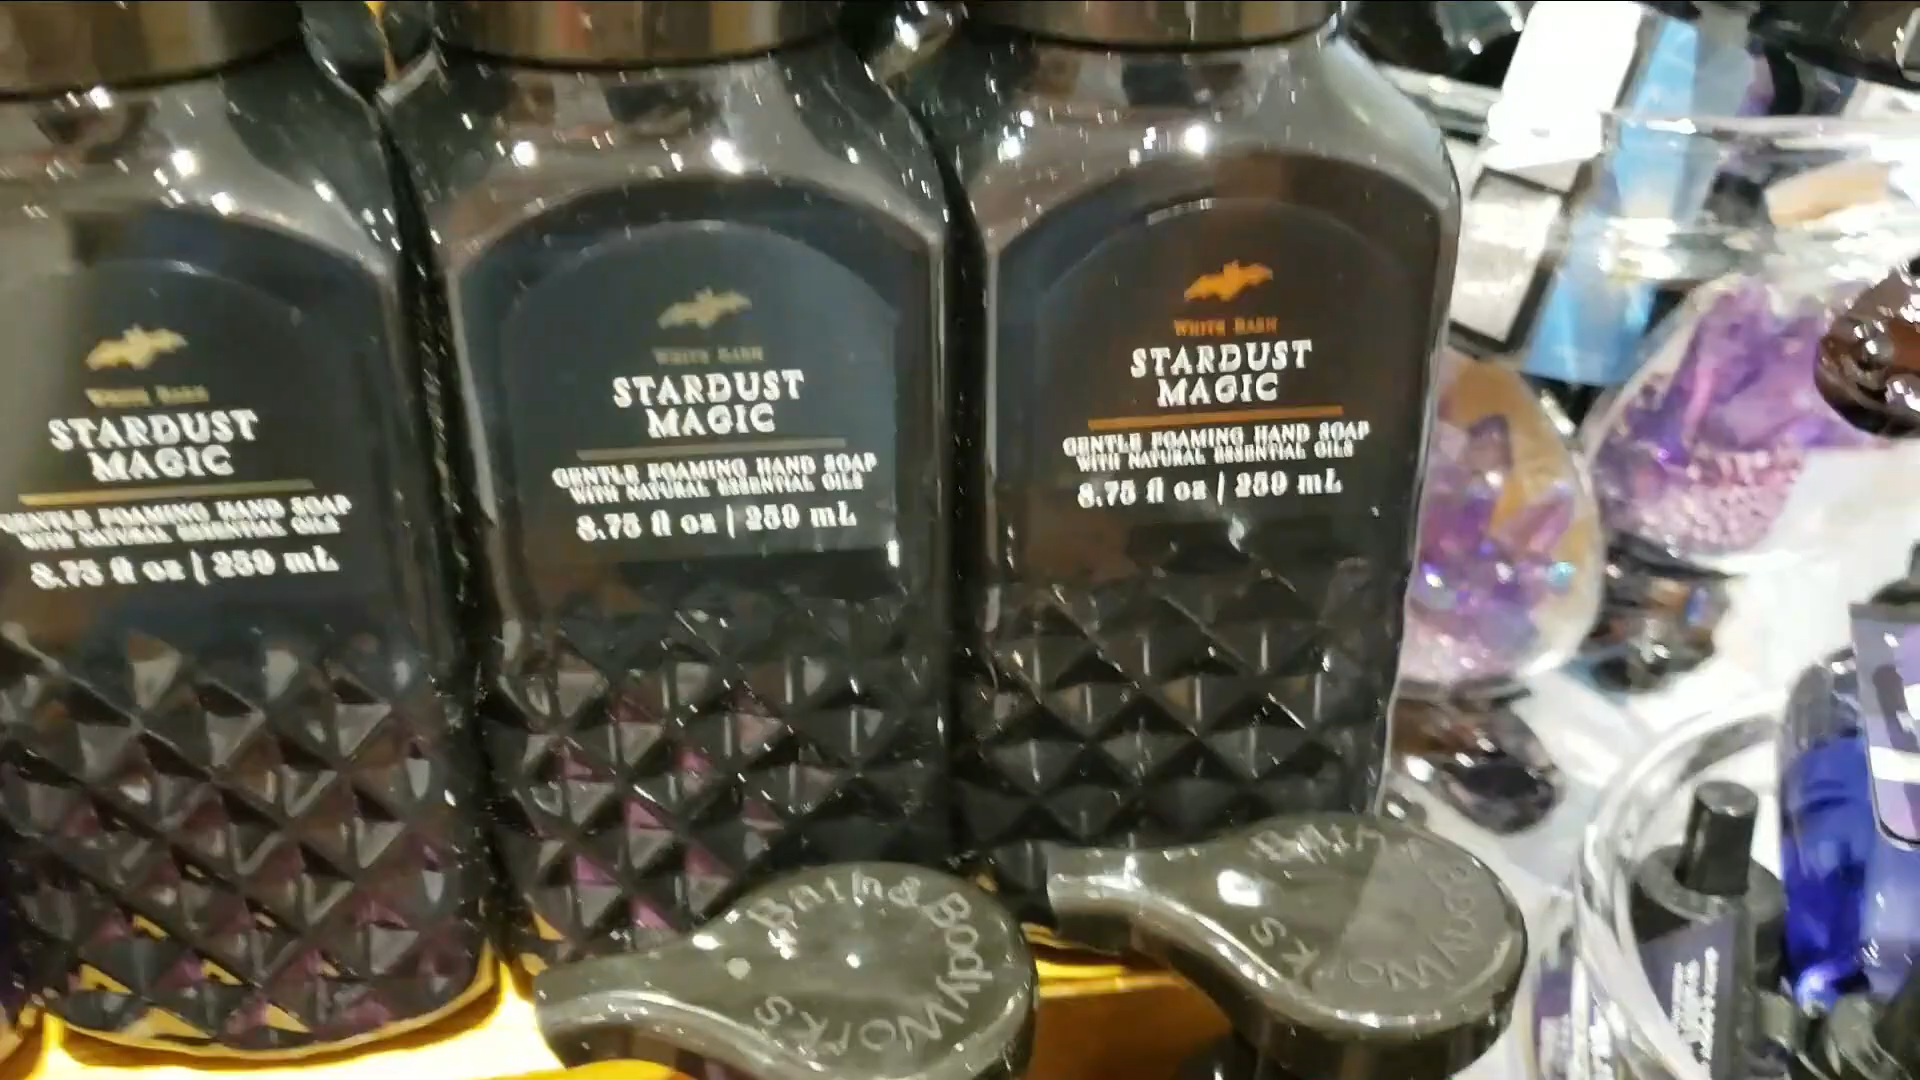 WHITE BARN
STARDUST
MAGIC
GENTLE FOAMING HAND SOAP
WITH NATURAL ESSENTIAL OILS
8.75 fl oz | 259 mL
WHITE BARN
STARDUST
MAGIC
GENTLE FOAMING HAND SOAP
WITH NATURAL ESSENTIAL OILS
8.75 fl oz | 259 mL
WHITE BARN
STARDUST
MAGIC
GENTLE FOAMING HAND SOAP
WITH NATURAL ESSENTIAL OILS
8.75 fl oz | 259 mL
Bath & Body Works
Bath